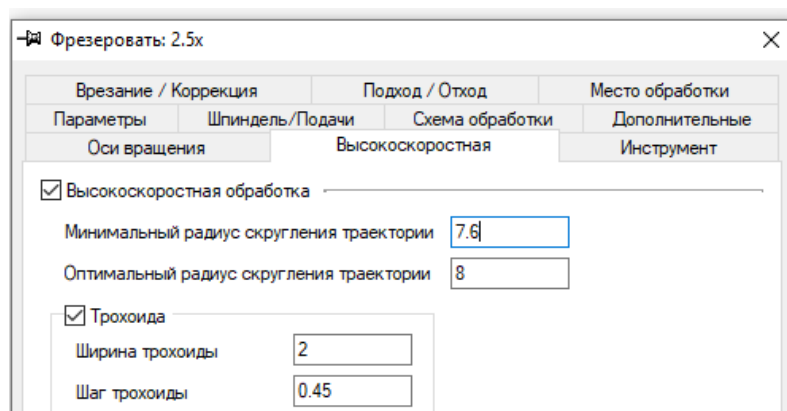 Фрезеровать: 2.5x
Врезание / Коррекция Подход / Отход Место обработки
Параметры Шпиндель/Подачи Схема обработки Дополнительные
Оси вращения Высокоскоростная Инструмент
Высокоскоростная обработка
Минимальный радиус скругления траектории 7.6
Оптимальный радиус скругления траектории 8
Трохоида
Ширина трохоиды 2
Шаг трохоиды 0.45